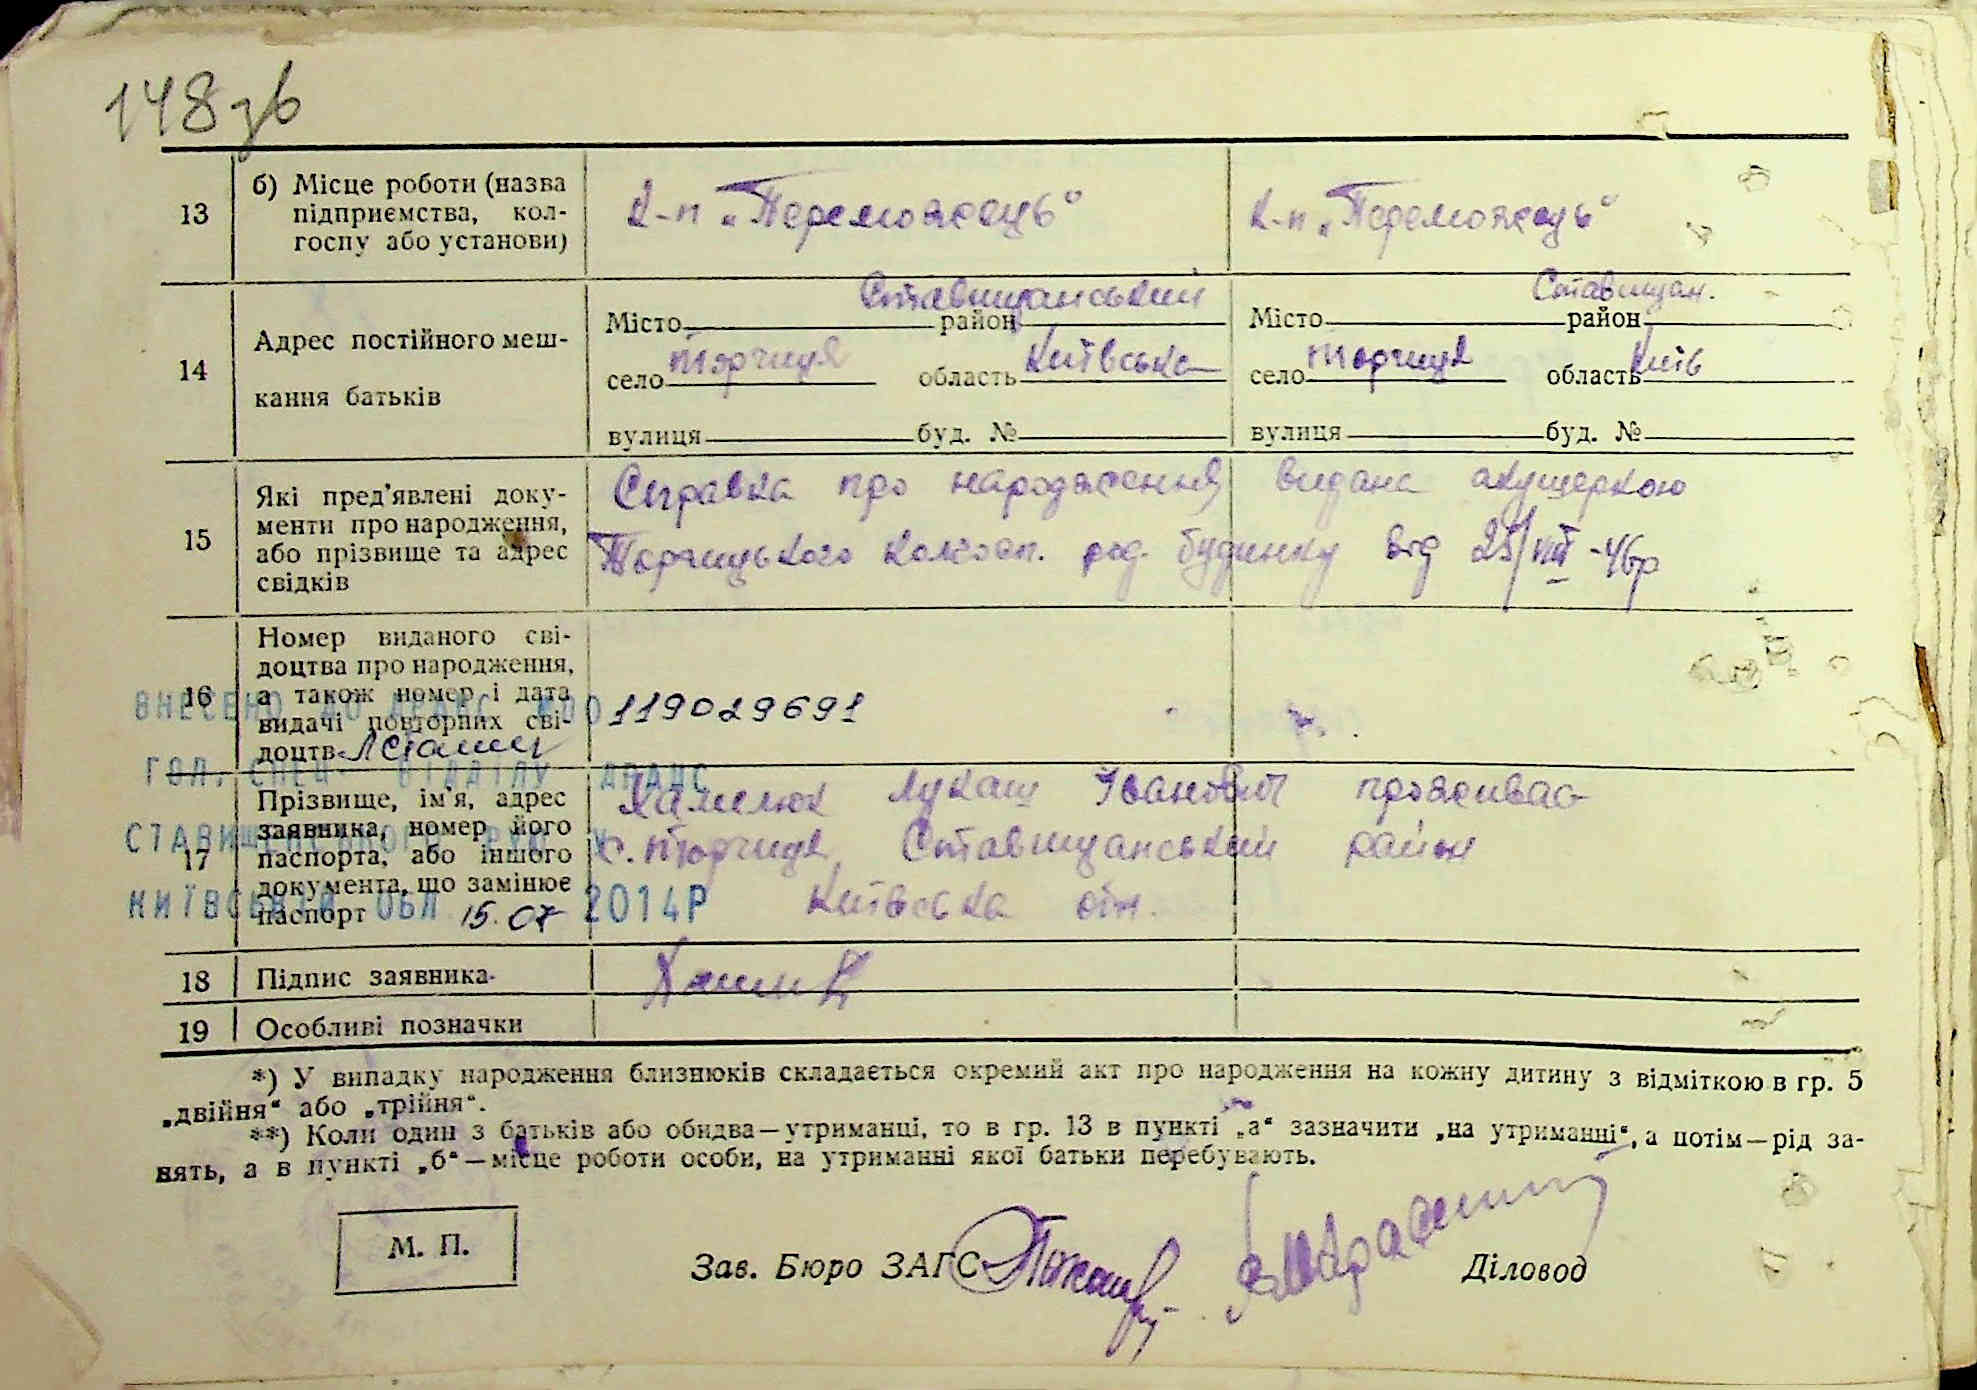 148 зв
13 б) Місце роботи (назва підприємства, кол-госпу або установи) к-п „Переможець“ к-п „Переможець“
14 Адрес постійного меш-кання батьків
Місто район Ставищанський Місто район Ставищан.
село Торчиця область Київська село Торчиця область Київ
вулиця буд. № вулиця буд. №
15 Які пред'явлені доку-
менти про народження,
або прізвище та адрес
свідків
Справка про народження видана акушеркою
Торчицького колгосп. род. будинку від 25/VIII-46р
16 Номер виданого сві-
доцтва про народження,
а також номер і дата
видачі повторних сві-
доцтв
119029691
ВНЕСЕНО ДО ДРАЦС
ГОЛ. СПЕЦ. ВІДДІЛУ ДРАЦС
СТАВИЩЕНСЬКОГО РУЮ
КИЇВСЬКОЇ ОБЛ 15.07 2014Р
17 Прізвище, ім'я, адрес
заявника, номер його
паспорта, або іншого
документа, що замінює
паспорт
Хамелюк Лукаш Іванович проживає
с. Торчиця Ставищанський район
Київська обл.
18 Підпис заявника
19 Особливі позначки
*) У випадку народження близнюків складається окремий акт про народження на кожну дитину з відміткою в гр. 5
„двійня“ або „трійня“.
**) Коли один з батьків або обидва—утриманці, то в гр. 13 в пункті „а“ зазначити „на утриманні“, а потім—рід за-
нять, а в пункті „б“—місце роботи особи, на утриманні якої батьки перебувають.
М. П.
Зав. Бюро ЗАГС Діловод